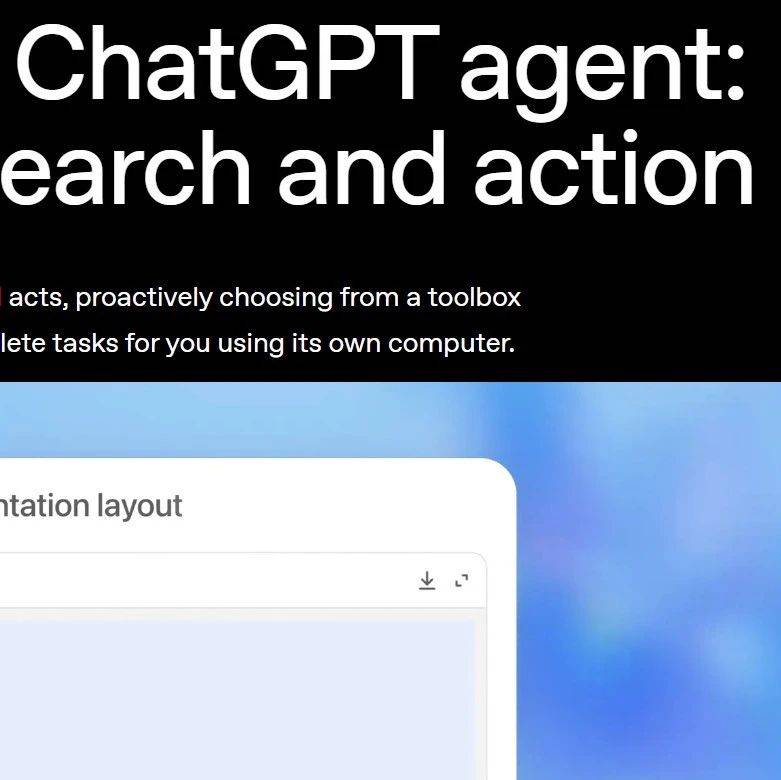 ChatGPT agent:
earch and action
acts, proactively choosing from a toolbox
lete tasks for you using its own computer.
ntation layout